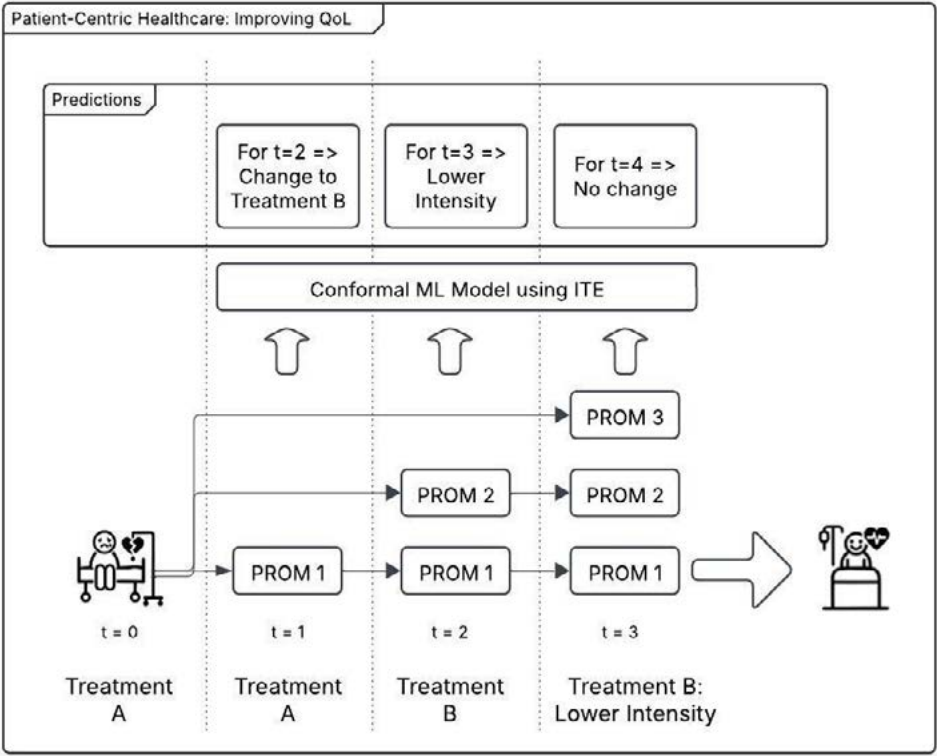 Patient-Centric Healthcare: Improving QoL
Predictions
For t=2 =>
Change to
Treatment B
For t=3 =>
Lower
Intensity
For t=4 =>
No change
Conformal ML Model using ITE
PROM 3
PROM 2
PROM 2
PROM 1
PROM 1
PROM 1
t = 0
t = 1
t = 2
t = 3
Treatment
A
Treatment
A
Treatment
B
Treatment B:
Lower Intensity